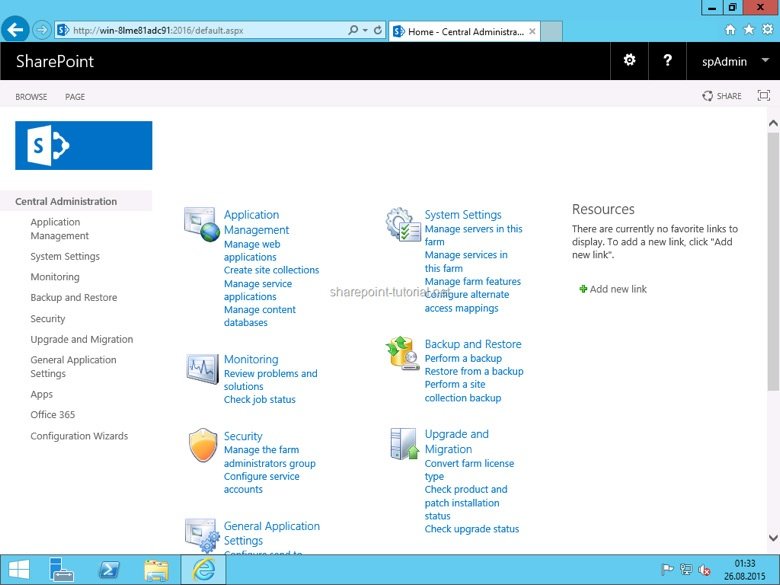 http://win-8lme81adc91:2016/default.aspx
Home - Central Administra...
SharePoint
?
spAdmin
BROWSE
PAGE
SHARE
S
Central Administration
Application
Management
System Settings
Monitoring
Backup and Restore
Security
Upgrade and Migration
General Application
Settings
Apps
Office 365
Configuration Wizards
Application
Management
Manage web
applications
Create site collections
Manage service
applications
Manage content
databases
Monitoring
Review problems and
solutions
Check job status
Security
Manage the farm
administrators group
Configure service
accounts
General Application
Settings
Configure send to
System Settings
Manage servers in this
farm
Manage services in
this farm
Manage farm features
Configure alternate
access mappings
Backup and Restore
Perform a backup
Restore from a backup
Perform a site
collection backup
Upgrade and
Migration
Convert farm license
type
Check product and
patch installation
status
Check upgrade status
Resources
There are currently no favorite links to
display. To add a new link, click "Add
new link".
Add new link
sharepoint-tutorial.net
01:33
26.08.2015